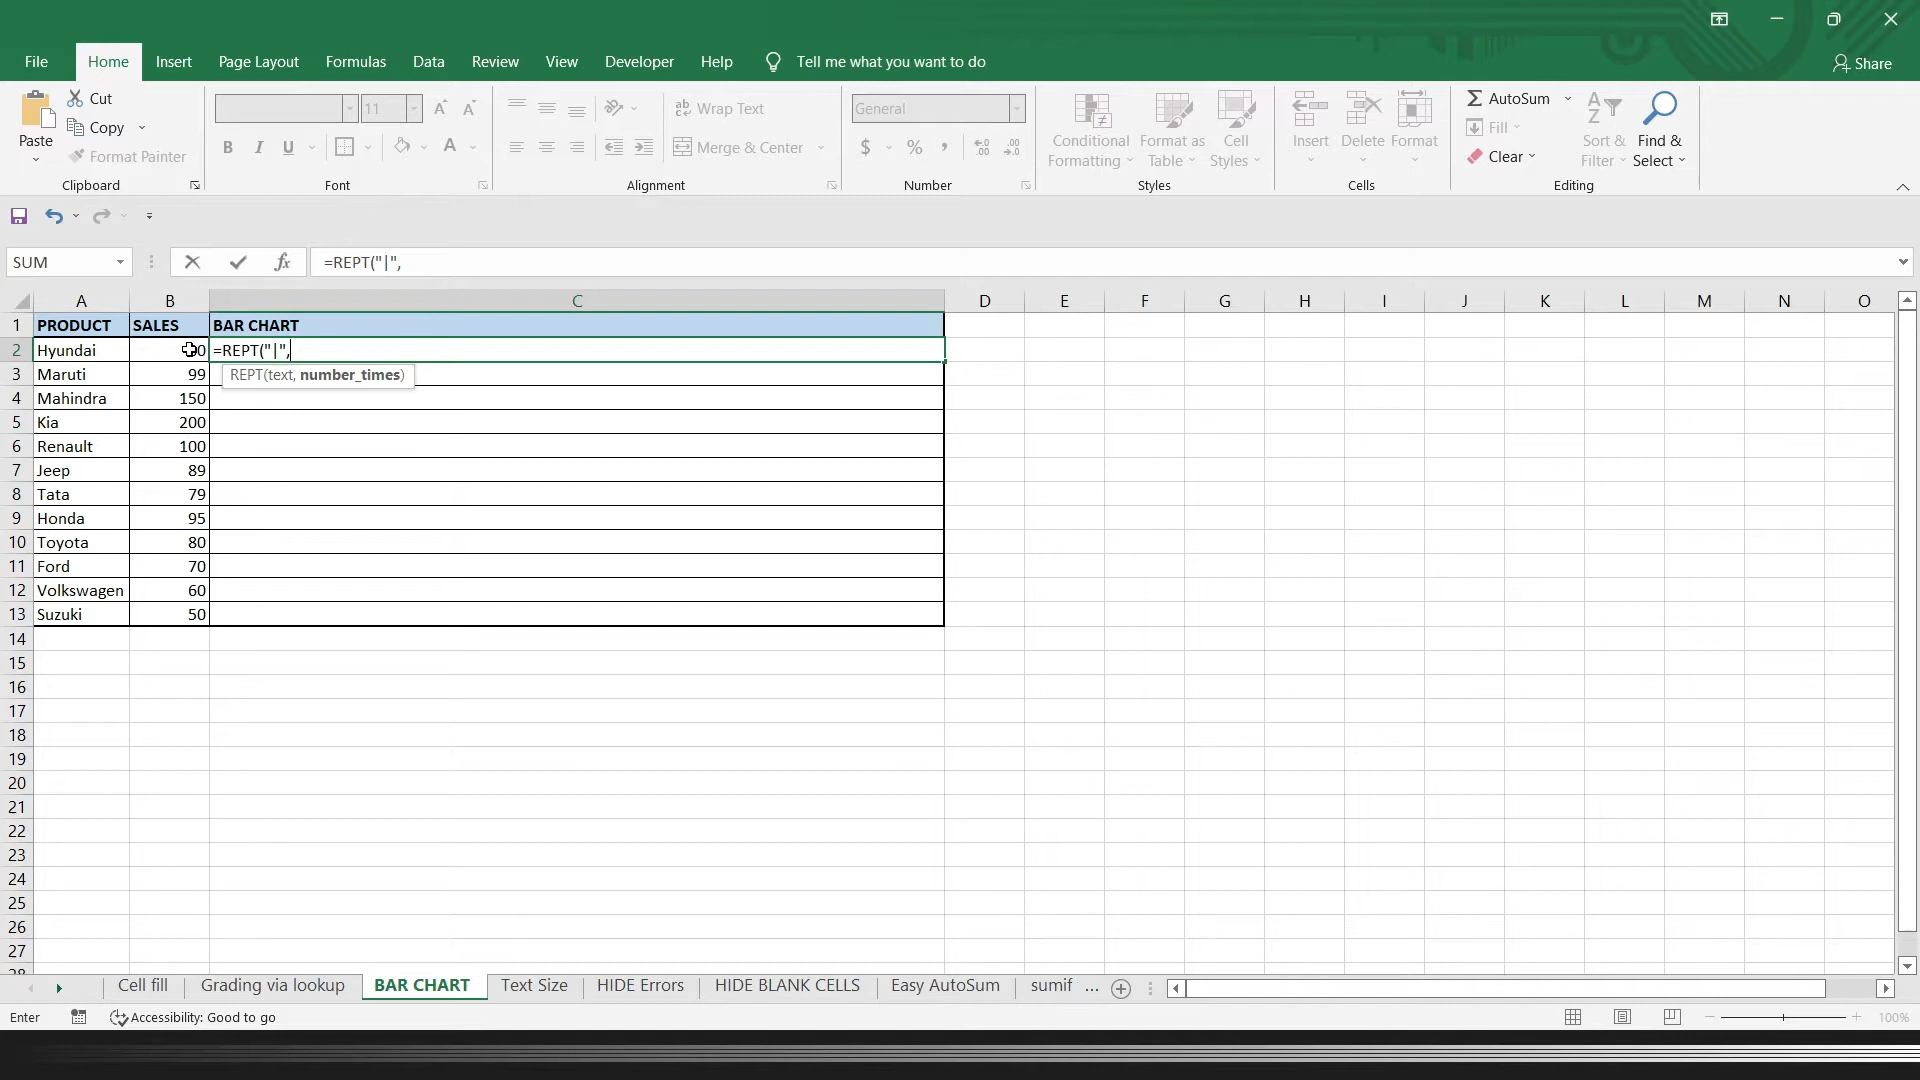 File Home Insert Page Layout Formulas Data Review View Developer Help Tell me what you want to do Share
Paste Cut Copy Format Painter Clipboard
11 B I U A Font
ab Wrap Text Merge & Center Alignment
General $ % Number
Conditional Formatting Format as Table Cell Styles Styles
Insert Delete Format Cells
AutoSum Fill Clear Sort & Filter Find & Select Editing
SUM fx =REPT("|",
A B C D E F G H I J K L M N O
1 PRODUCT SALES BAR CHART
2 Hyundai =REPT("|",
REPT(text, number_times)
3 Maruti 99
4 Mahindra 150
5 Kia 200
6 Renault 100
7 Jeep 89
8 Tata 79
9 Honda 95
10 Toyota 80
11 Ford 70
12 Volkswagen 60
13 Suzuki 50
14
15
16
17
18
19
20
21
22
23
24
25
26
27
28
Cell fill Grading via lookup BAR CHART Text Size HIDE Errors HIDE BLANK CELLS Easy AutoSum sumif ...
Enter Accessibility: Good to go 100%